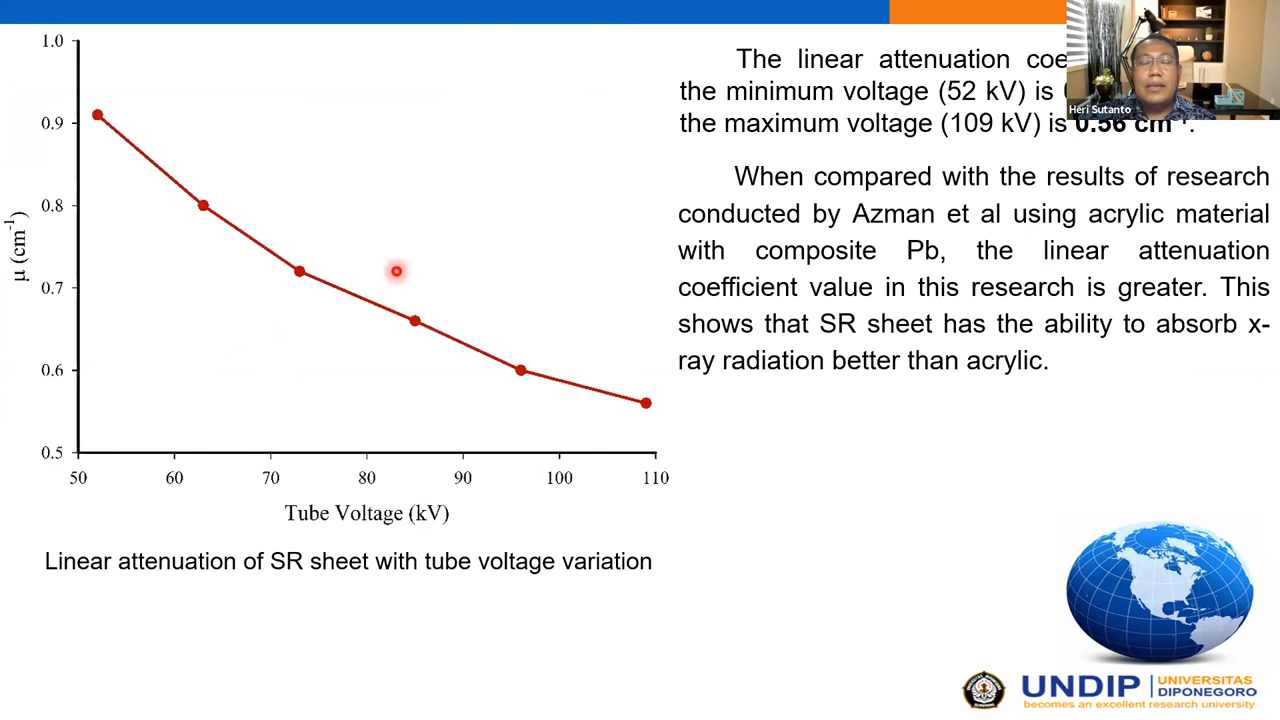 1.0
0.9
0.8
0.7
0.6
0.5
μ (cm⁻¹)
50 60 70 80 90 100 110
Tube Voltage (kV)
Linear attenuation of SR sheet with tube voltage variation
The linear attenuation
the minimum voltage (52 kV) is
the maximum voltage (109 kV) is 0.56 cm⁻¹.
Heri Sutanto
When compared with the results of research
conducted by Azman et al using acrylic material
with composite Pb, the linear attenuation
coefficient value in this research is greater. This
shows that SR sheet has the ability to absorb x-
ray radiation better than acrylic.
UNDIP
UNIVERSITAS
DIPONEGORO
becomes an excellent research university